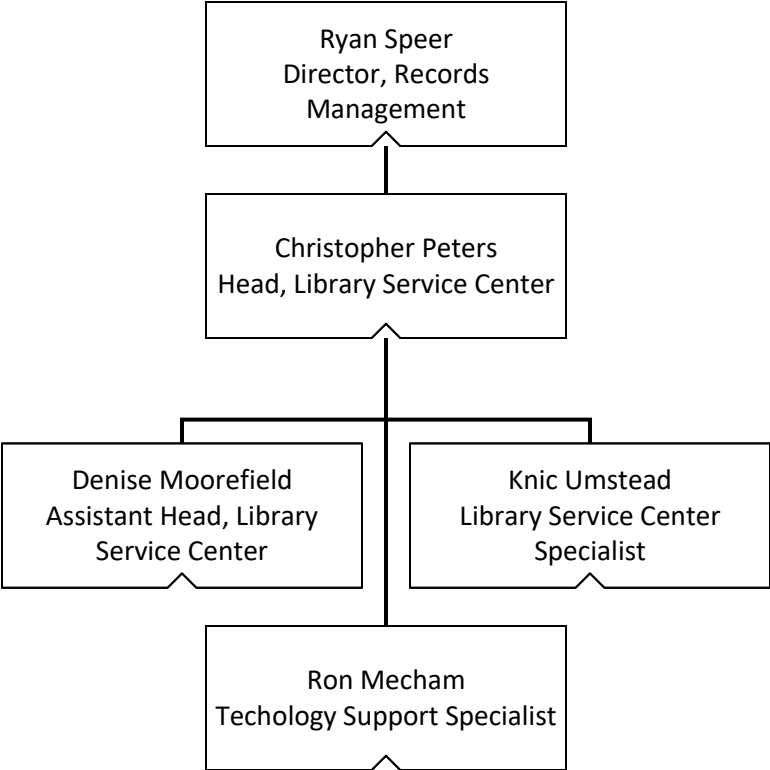 Ryan Speer
Director, Records
Management
Christopher Peters
Head, Library Service Center
Denise Moorefield
Assistant Head, Library
Service Center
Knic Umstead
Library Service Center
Specialist
Ron Mecham
Techology Support Specialist